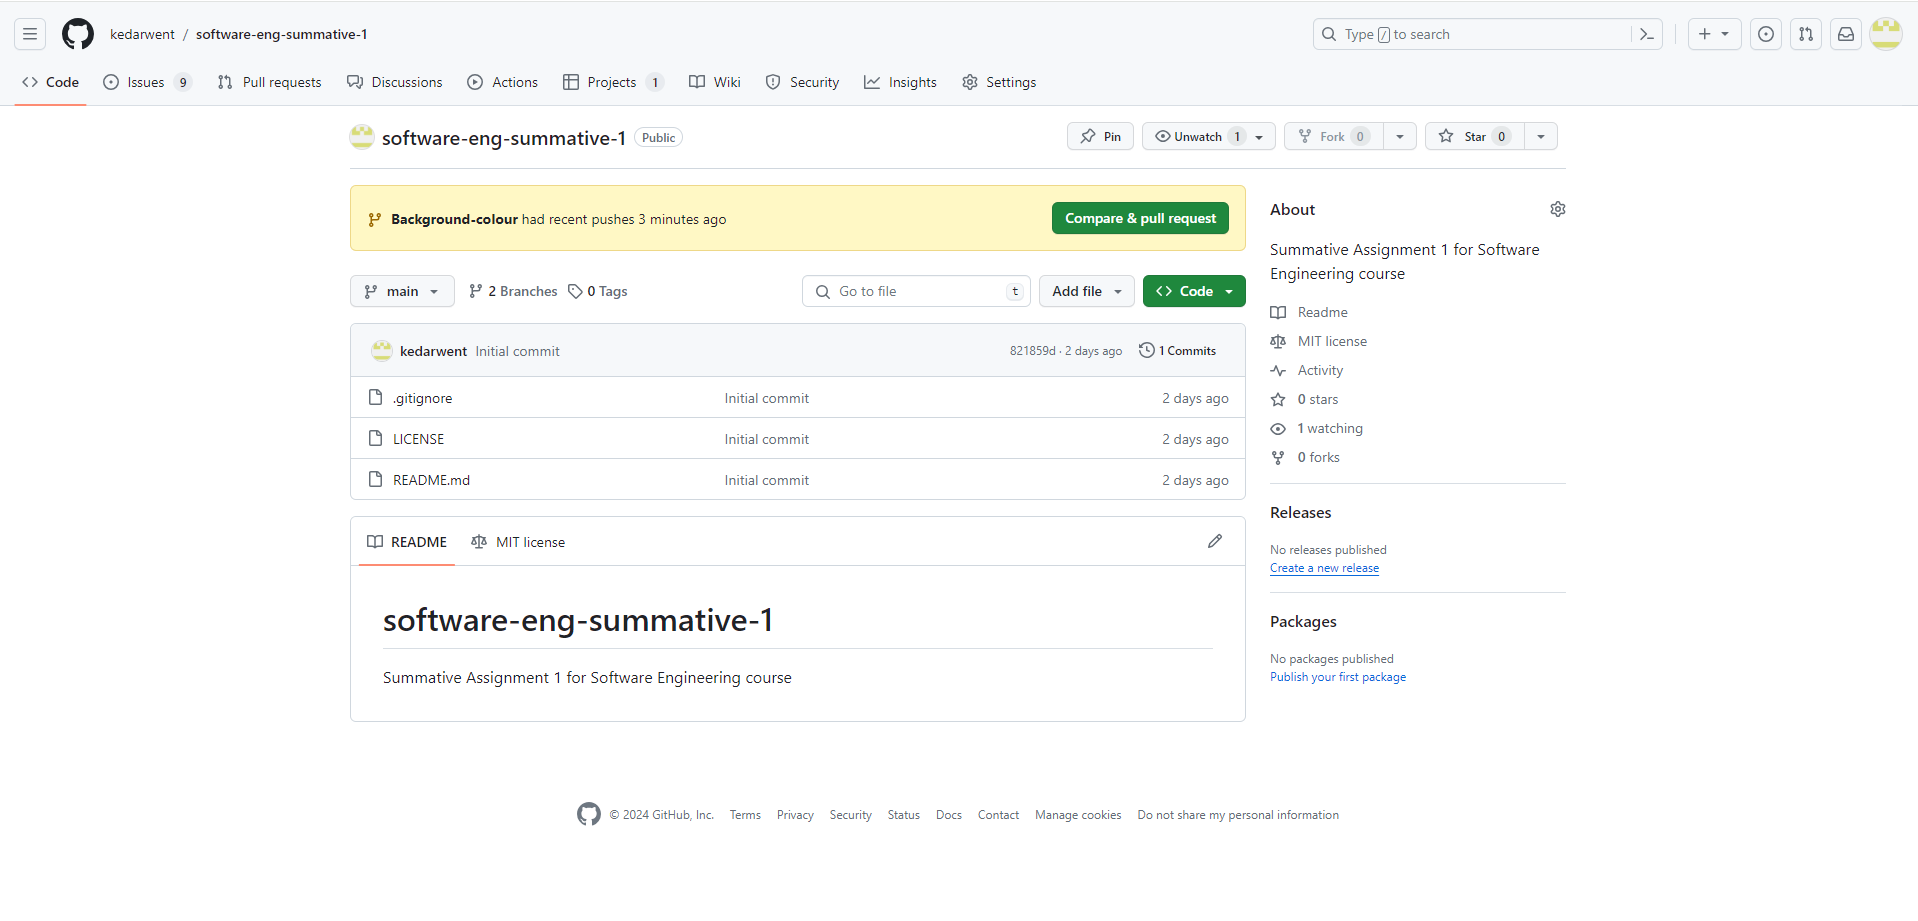 kedarwent / software-eng-summative-1
Type / to search
Code Issues 9 Pull requests Discussions Actions Projects 1 Wiki Security Insights Settings
software-eng-summative-1 Public
Pin Unwatch 1 Fork 0 Star 0
Background-colour had recent pushes 3 minutes ago Compare & pull request
main 2 Branches 0 Tags Go to file t Add file Code
kedarwent Initial commit 821859d · 2 days ago 1 Commits
.gitignore Initial commit 2 days ago
LICENSE Initial commit 2 days ago
README.md Initial commit 2 days ago
README MIT license
software-eng-summative-1
Summative Assignment 1 for Software Engineering course
About
Summative Assignment 1 for Software
Engineering course
Readme
MIT license
Activity
0 stars
1 watching
0 forks
Releases
No releases published
Create a new release
Packages
No packages published
Publish your first package
© 2024 GitHub, Inc. Terms Privacy Security Status Docs Contact Manage cookies Do not share my personal information